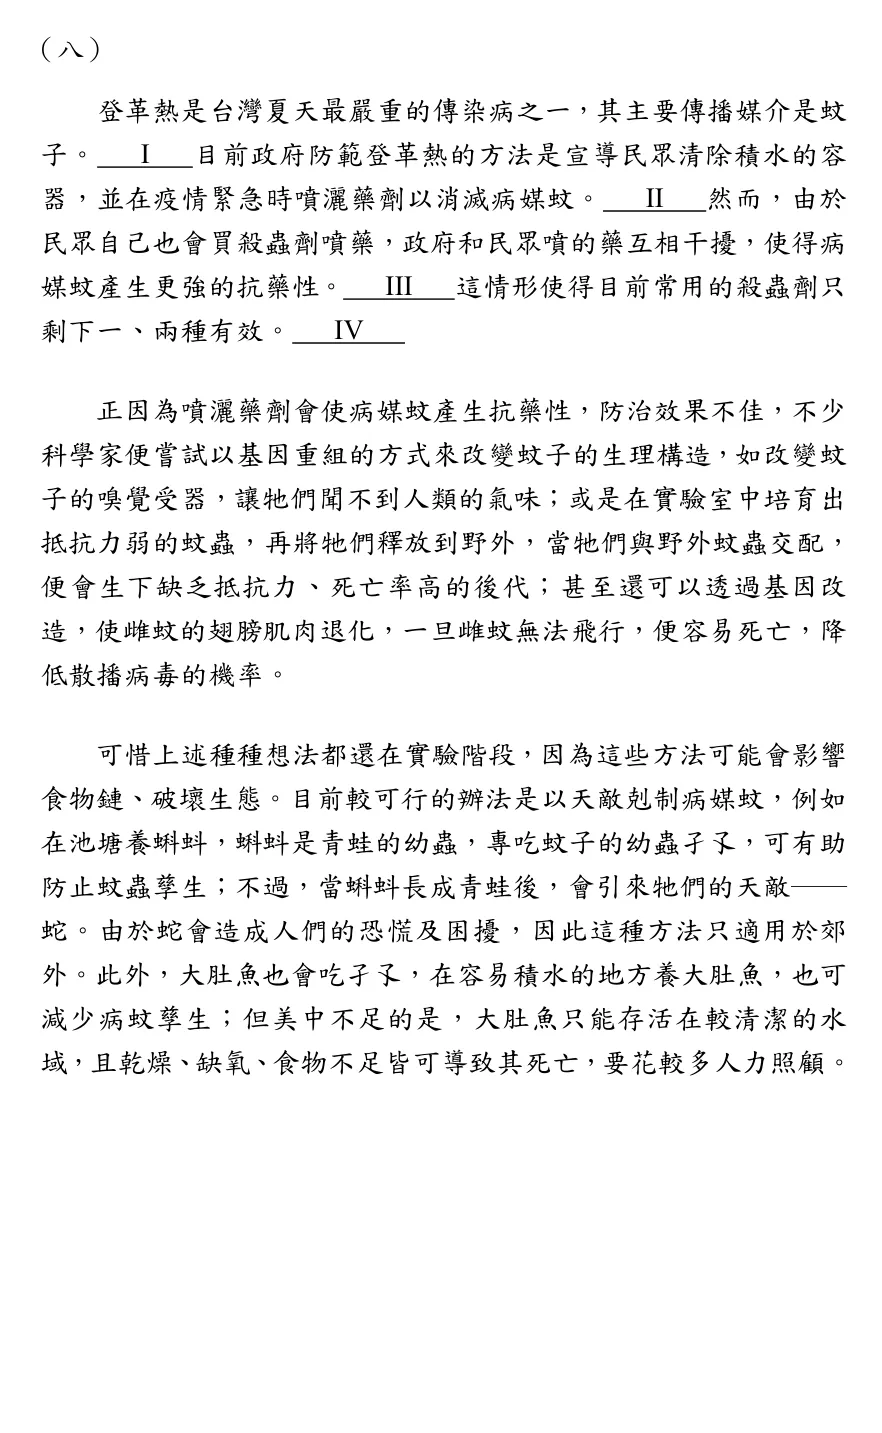 （八）
登革熱是台灣夏天最嚴重的傳染病之一，其主要傳播媒介是蚊
子。 I 目前政府防範登革熱的方法是宣導民眾清除積水的容
器，並在疫情緊急時噴灑藥劑以消滅病媒蚊。 II 然而，由於
民眾自己也會買殺蟲劑噴藥，政府和民眾噴的藥互相干擾，使得病
媒蚊產生更強的抗藥性。 III 這情形使得目前常用的殺蟲劑只
剩下一、兩種有效。 IV
正因為噴灑藥劑會使病媒蚊產生抗藥性，防治效果不佳，不少
科學家便嘗試以基因重組的方式來改變蚊子的生理構造，如改變蚊
子的嗅覺受器，讓牠們聞不到人類的氣味；或是在實驗室中培育出
抵抗力弱的蚊蟲，再將牠們釋放到野外，當牠們與野外蚊蟲交配，
便會生下缺乏抵抗力、死亡率高的後代；甚至還可以透過基因改
造，使雌蚊的翅膀肌肉退化，一旦雌蚊無法飛行，便容易死亡，降
低散播病毒的機率。
可惜上述種種想法都還在實驗階段，因為這些方法可能會影響
食物鏈、破壞生態。目前較可行的辦法是以天敵剋制病媒蚊，例如
在池塘養蝌蚪，蝌蚪是青蛙的幼蟲，專吃蚊子的幼蟲孑孓，可有助
防止蚊蟲孳生；不過，當蝌蚪長成青蛙後，會引來牠們的天敵——
蛇。由於蛇會造成人們的恐慌及困擾，因此這種方法只適用於郊
外。此外，大肚魚也會吃孑孓，在容易積水的地方養大肚魚，也可
減少病蚊孳生；但美中不足的是，大肚魚只能存活在較清潔的水
域，且乾燥、缺氧、食物不足皆可導致其死亡，要花較多人力照顧。